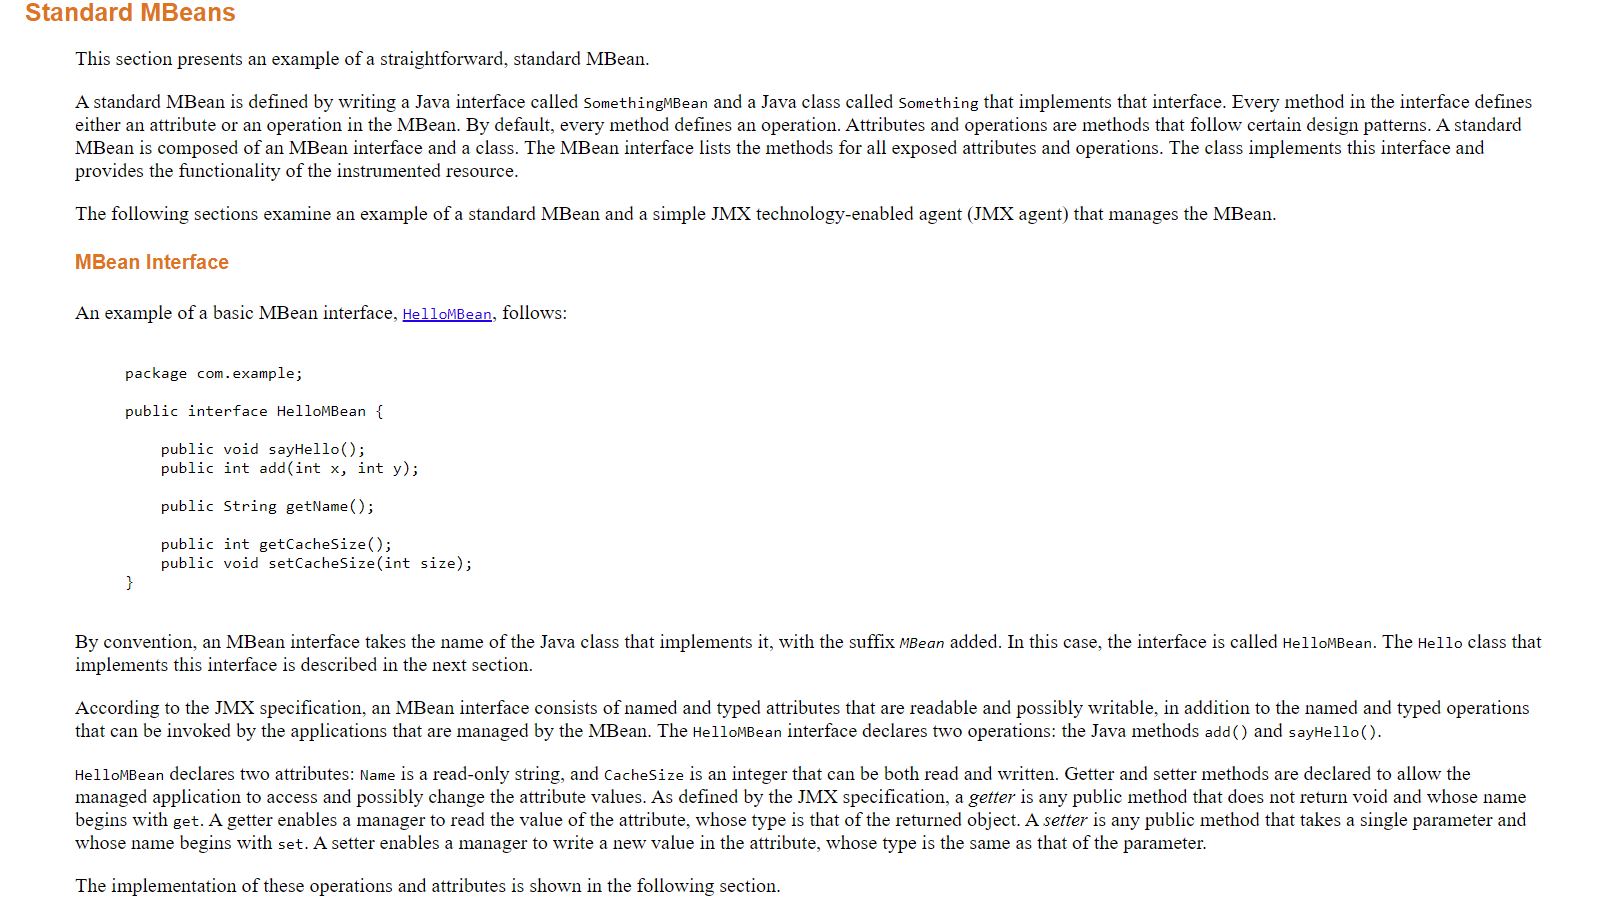 Standard MBeans
This section presents an example of a straightforward, standard MBean.
A standard MBean is defined by writing a Java interface called SomethingMBean and a Java class called Something that implements that interface. Every method in the interface defines
either an attribute or an operation in the MBean. By default, every method defines an operation. Attributes and operations are methods that follow certain design patterns. A standard
MBean is composed of an MBean interface and a class. The MBean interface lists the methods for all exposed attributes and operations. The class implements this interface and
provides the functionality of the instrumented resource.
The following sections examine an example of a standard MBean and a simple JMX technology-enabled agent (JMX agent) that manages the MBean.
MBean Interface
An example of a basic MBean interface, HelloMBean, follows:
package com.example;
public interface HelloMBean {
public void sayHello();
public int add(int x, int y);
public String getName();
public int getCacheSize();
public void setCacheSize(int size);
}
By convention, an MBean interface takes the name of the Java class that implements it, with the suffix MBean added. In this case, the interface is called HelloMBean. The Hello class that
implements this interface is described in the next section.
According to the JMX specification, an MBean interface consists of named and typed attributes that are readable and possibly writable, in addition to the named and typed operations
that can be invoked by the applications that are managed by the MBean. The HelloMBean interface declares two operations: the Java methods add() and sayHello().
HelloMBean declares two attributes: Name is a read-only string, and CacheSize is an integer that can be both read and written. Getter and setter methods are declared to allow the
managed application to access and possibly change the attribute values. As defined by the JMX specification, a getter is any public method that does not return void and whose name
begins with get. A getter enables a manager to read the value of the attribute, whose type is that of the returned object. A setter is any public method that takes a single parameter and
whose name begins with set. A setter enables a manager to write a new value in the attribute, whose type is the same as that of the parameter.
The implementation of these operations and attributes is shown in the following section.